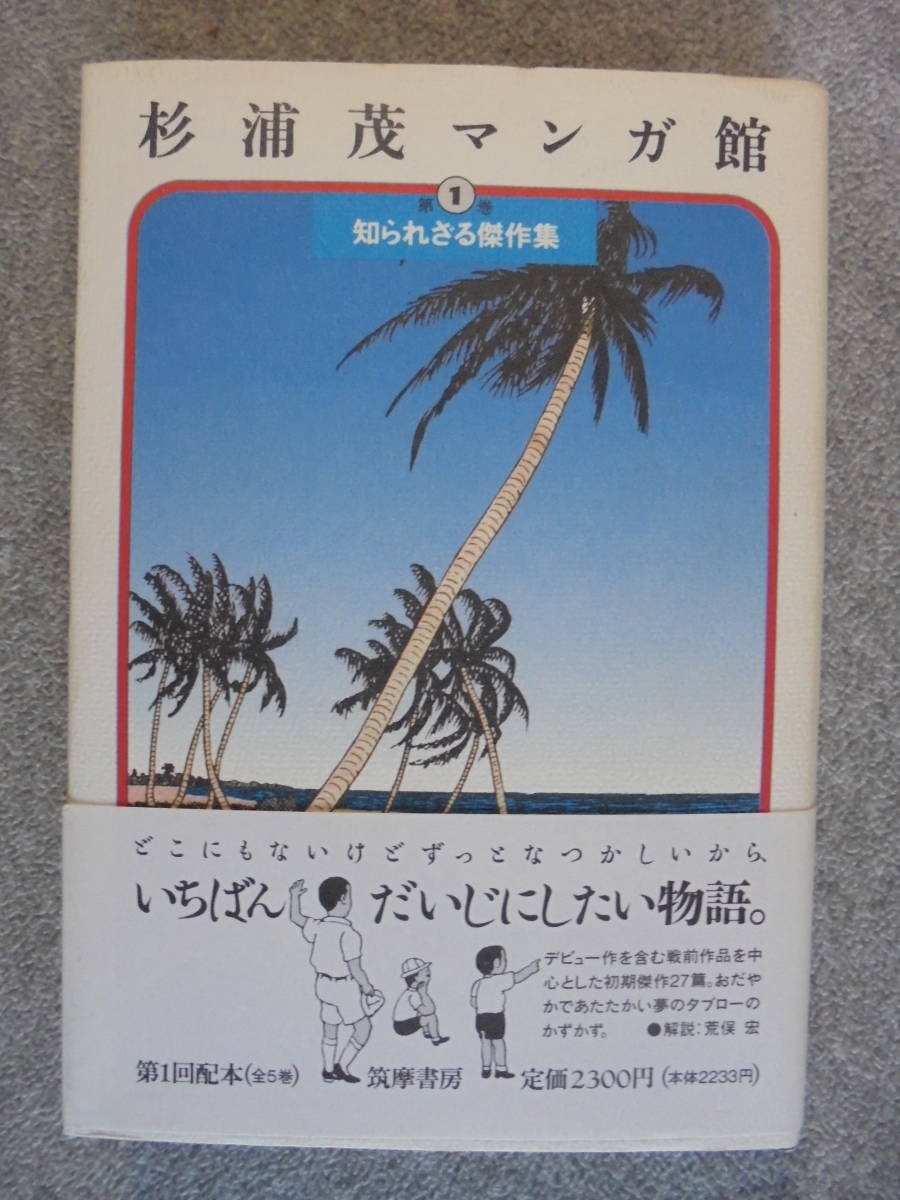 杉浦茂マンガ館
第1巻
知られざる傑作集
どこにもないけどずっとなつかしいから、
いちばんだいじにしたい物語。
デビュー作を含む戦前作品を中
心とした初期傑作27篇。おだや
かであたたかい夢のタブローの
かずかず。 ●解説:荒俣 宏
第1回配本(全5巻) 筑摩書房 定価2300円(本体2233円)